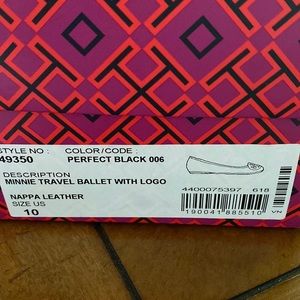 STYLE NO : COLOR/CODE :
49350 PERFECT BLACK 006
DESCRIPTION
MINNIE TRAVEL BALLET WITH LOGO
4400075397 618
NAPPA LEATHER
SIZE US
10
190041885510
VN